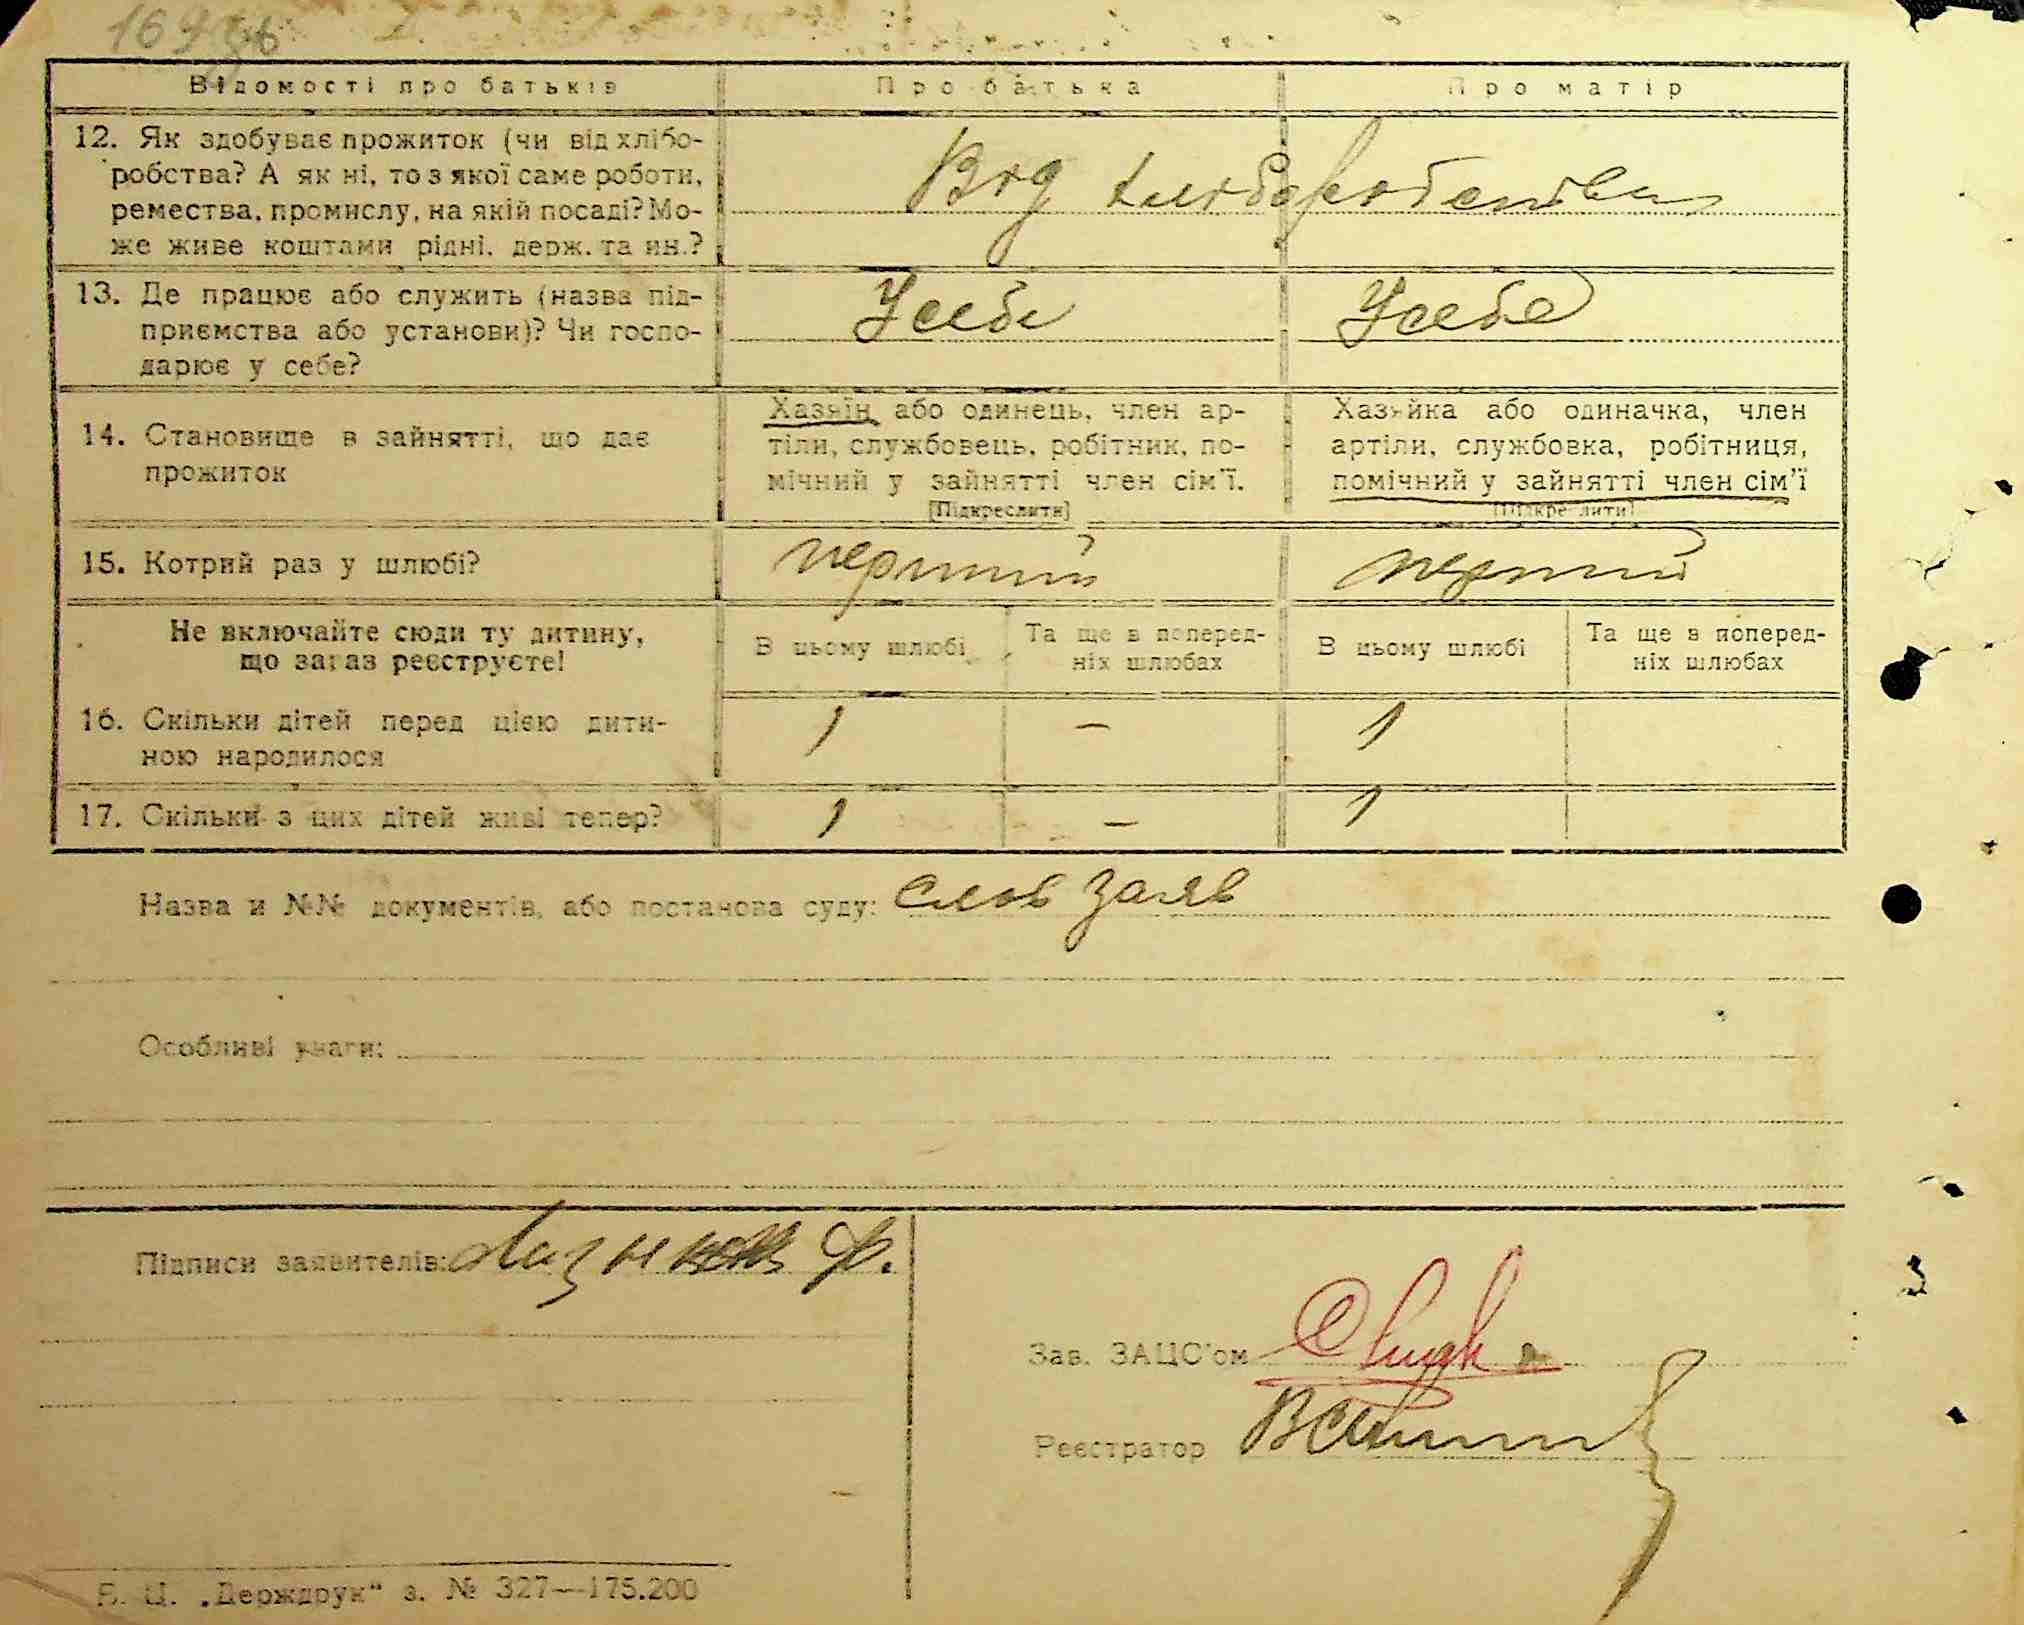 169
Відомості про батьків Про батька Про матір
12. Як здобуває прожиток (чи від хлібо-
робства? А як ні, то з якої саме роботи,
ремества, промислу, на якій посаді? Мо-
же живе коштами рідні, держ. та ин.?
Від хліборобства
13. Де працює або служить (назва під-
приємства або установи)? Чи госпо-
дарює у себе?
У себе У себе
14. Становище в зайнятті, що дає
прожиток
Хазяїн або одинець, член ар-
тіли, службовець, робітник, по-
мічний у зайнятті член сім'ї.
[Підкреслити]
Хазяйка або одиначка, член
артіли, службовка, робітниця,
помічний у зайнятті член сім'ї
[Підкреслити]
15. Котрий раз у шлюбі? перший перший
Не включайте сюди ту дитину,
що зараз реєструєте!
В цьому шлюбі Та ще в поперед-
ніх шлюбах
В цьому шлюбі Та ще в поперед-
ніх шлюбах
16. Скільки дітей перед цією дити-
ною народилося
1 – 1
17. Скільки з цих дітей живі тепер? 1 – 1
Назва и №№ документів, або постанова суду: слов заяв
Особливі уваги:
Підписи заявителів:
Зав. ЗАЦС'ом
Реєстратор
В. Ц. „Держдрук“ з. № 327—175.200